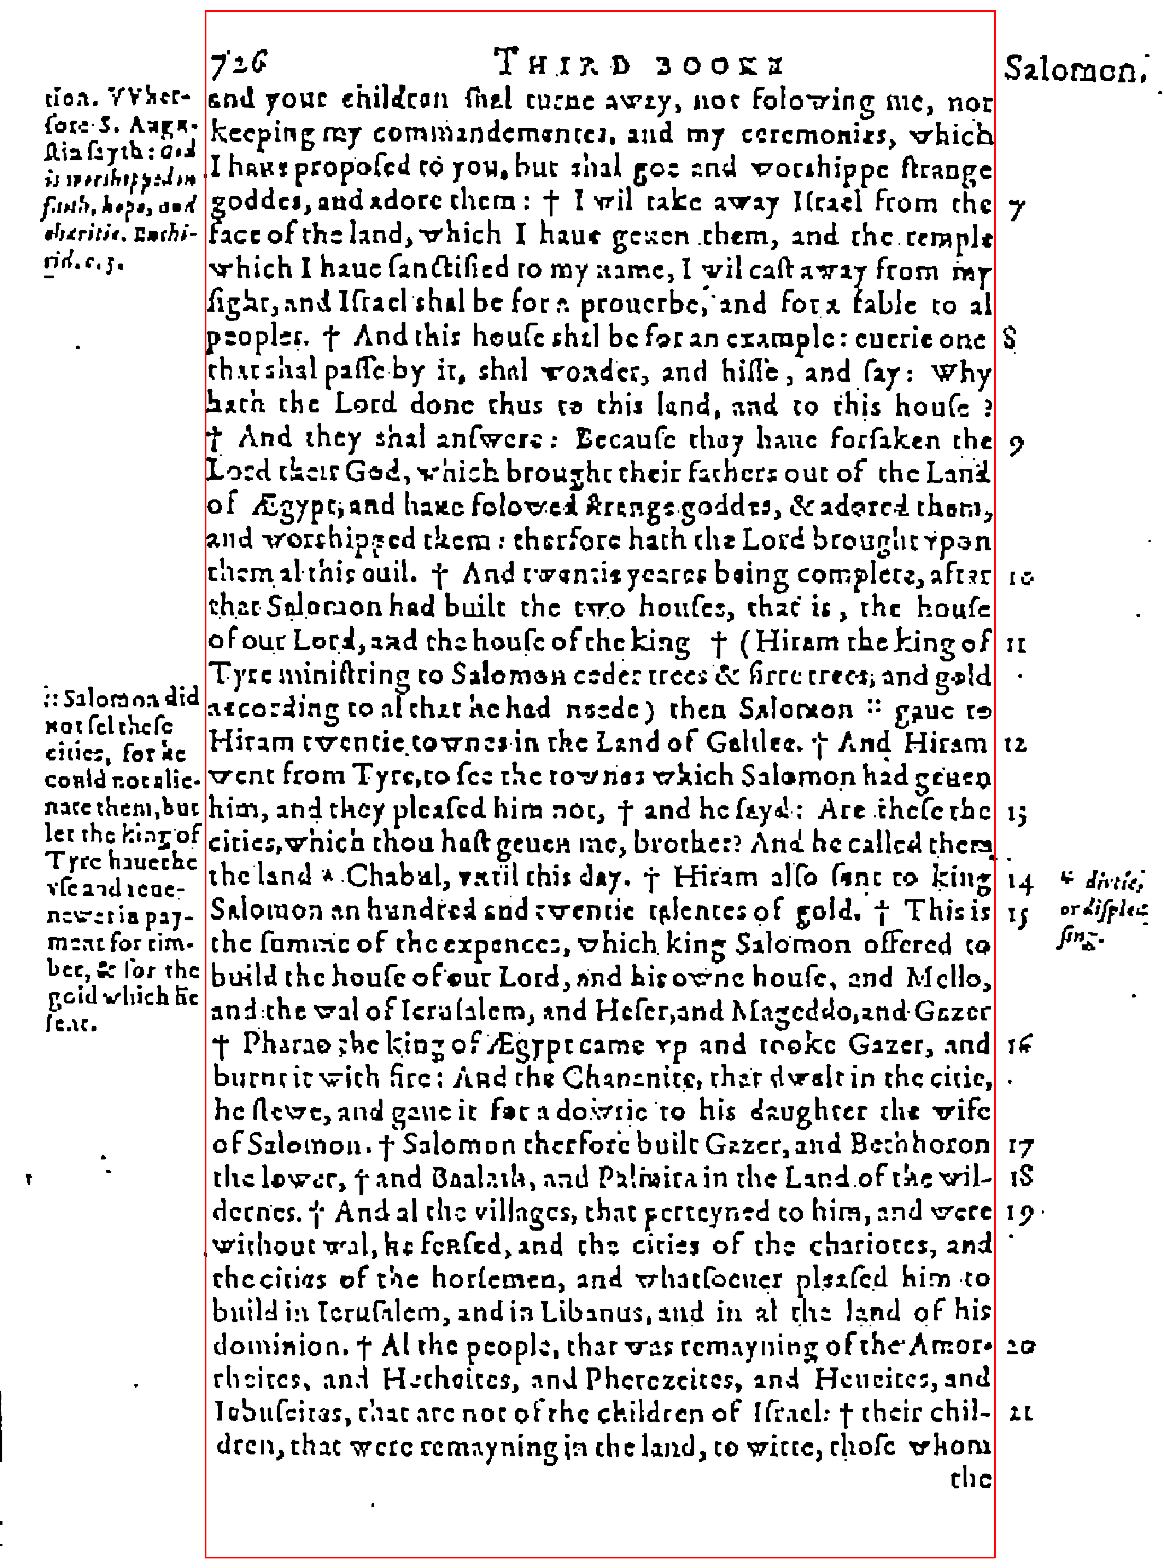 726 THIRD BOOKE Salomon.
tion. VVher-
fore S. Augu-
ſtin ſayth: God
is worshipped in
faith, hope, and
charitie. Enchi-
rid. c. 3.
and your children ſhal turne away, not folowing me, nor
keeping my commandementes, and my ceremonies, which
I haue propoſed to you, but shal goe and worshippe ſtrange
goddes, and adore them: † I wil take away Iſrael from the 7
face of the land, which I haue geuen them, and the temple
which I haue ſanctified to my name, I wil caſt away from my
ſight, and Iſrael shal be for a prouerbe, and for a fable to al
peoples. † And this houſe shal be for an example: euerie one 8
that shal paſſe by it, shal wonder, and hiſſe, and ſay: Why
hath the Lord done thus to this land, and to this houſe?
† And they shal anſwere: Becauſe they haue forſaken the 9
Lord their God, which brought their fathers out of the Land
of Ægypt, and haue folowed ſtrange goddes, & adored them,
and worshipped them: therfore hath the Lord brought vpon
them al this euil. † And twentie yeares being complete, after 10
that Salomon had built the two houſes, that is, the houſe
of our Lord, and the houſe of the king † (Hiram the king of 11
Tyre miniſtring to Salomon ceder trees & firre trees, and gold
according to al that he had neede) then Salomon :: gaue to
Hiram twentie townes in the Land of Galilee. † And Hiram 12
went from Tyre, to ſee the townes which Salomon had geuen
him, and they pleaſed him not, † and he ſayd: Are theſe the 13
cities, which thou haſt geuen me, brother? And he called them
the land * Chabul, vntil this day. † Hiram alſo ſent to king 14
Salomon an hundred and twentie talentes of gold. † This is 15
the ſumme of the expences, which king Salomon offered to
build the houſe of our Lord, and his owne houſe, and Mello,
and the wal of Ieruſalem, and Heſer, and Mageddo, and Gazer
† Pharao the king of Ægypt came vp and tooke Gazer, and 16
burnt it with fire: And the Chananite, that dwelt in the citie,
he ſlewe, and gaue it for a dowrie to his daughter the wife
of Salomon. † Salomon therfore built Gazer, and Bethhoron 17
the lower, † and Baalath, and Palmira in the Land of the wil- 18
dernes. † And al the villages, that perteyned to him, and were 19
without wal, he fenſed, and the cities of the chariotes, and
the cities of the horſemen, and whatſoeuer pleaſed him to
build in Ieruſalem, and in Libanus, and in al the land of his
dominion. † Al the people, that was remayning of the Amor- 20
rheites, and Hetheites, and Pherezeites, and Heueites, and
Iebuſeites, that are not of the children of Iſrael: † their chil- 21
dren, that were remayning in the land, to witte, thoſe whom
the
:: Salomon did
not ſel theſe
cities, for he
could not alie-
nate them, but
let the king of
Tyre haue the
vſe and reue-
newes in pay-
ment for tim-
ber, & for the
gold which he
ſent.
* dirtie,
or diſplea
ſing.